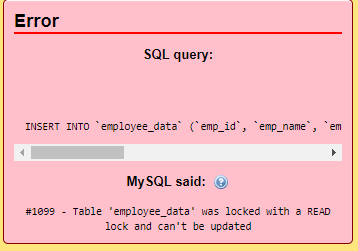 Error
SQL query:
INSERT INTO `employee_data` (`emp_id`, `emp_name`, `em
MySQL said:
#1099 - Table 'employee_data' was locked with a READ
lock and can't be updated